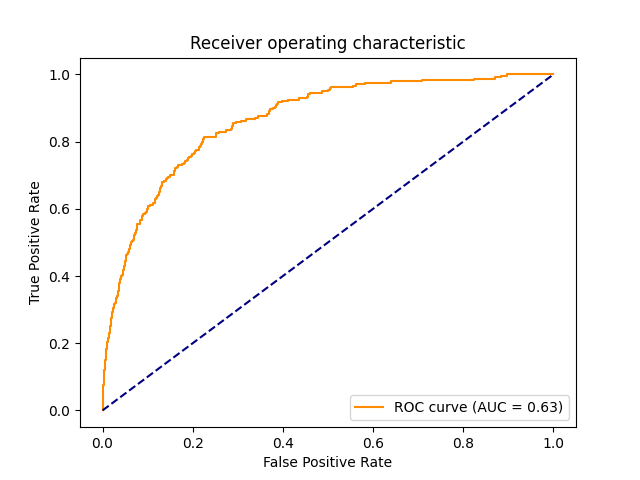 Receiver operating characteristic
True Positive Rate
1.0
0.8
0.6
0.4
0.2
0.0
ROC curve (AUC = 0.63)
0.0 0.2 0.4 0.6 0.8 1.0
False Positive Rate